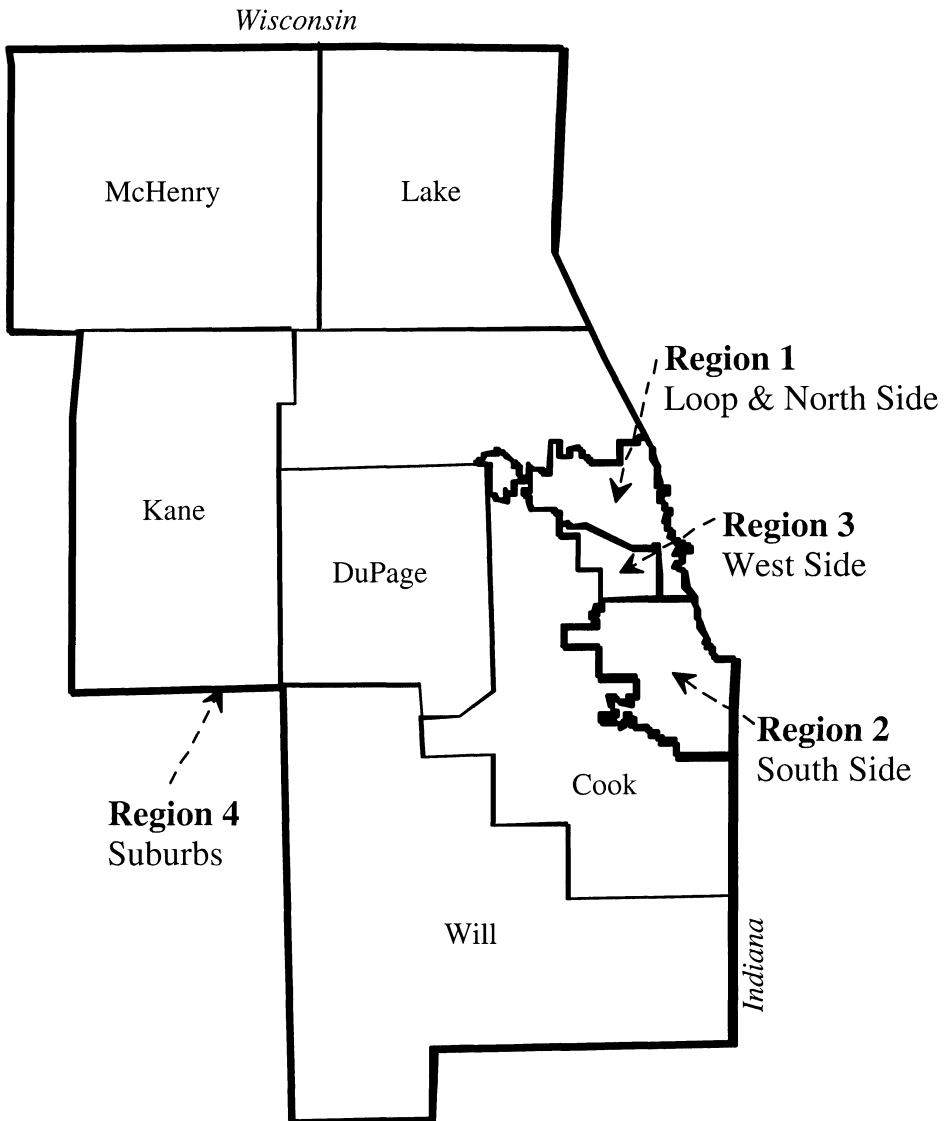 Wisconsin
McHenry
Lake
Region 1
Loop & North Side
Kane
Region 3
West Side
DuPage
Region 2
South Side
Cook
Region 4
Suburbs
Will
Indiana